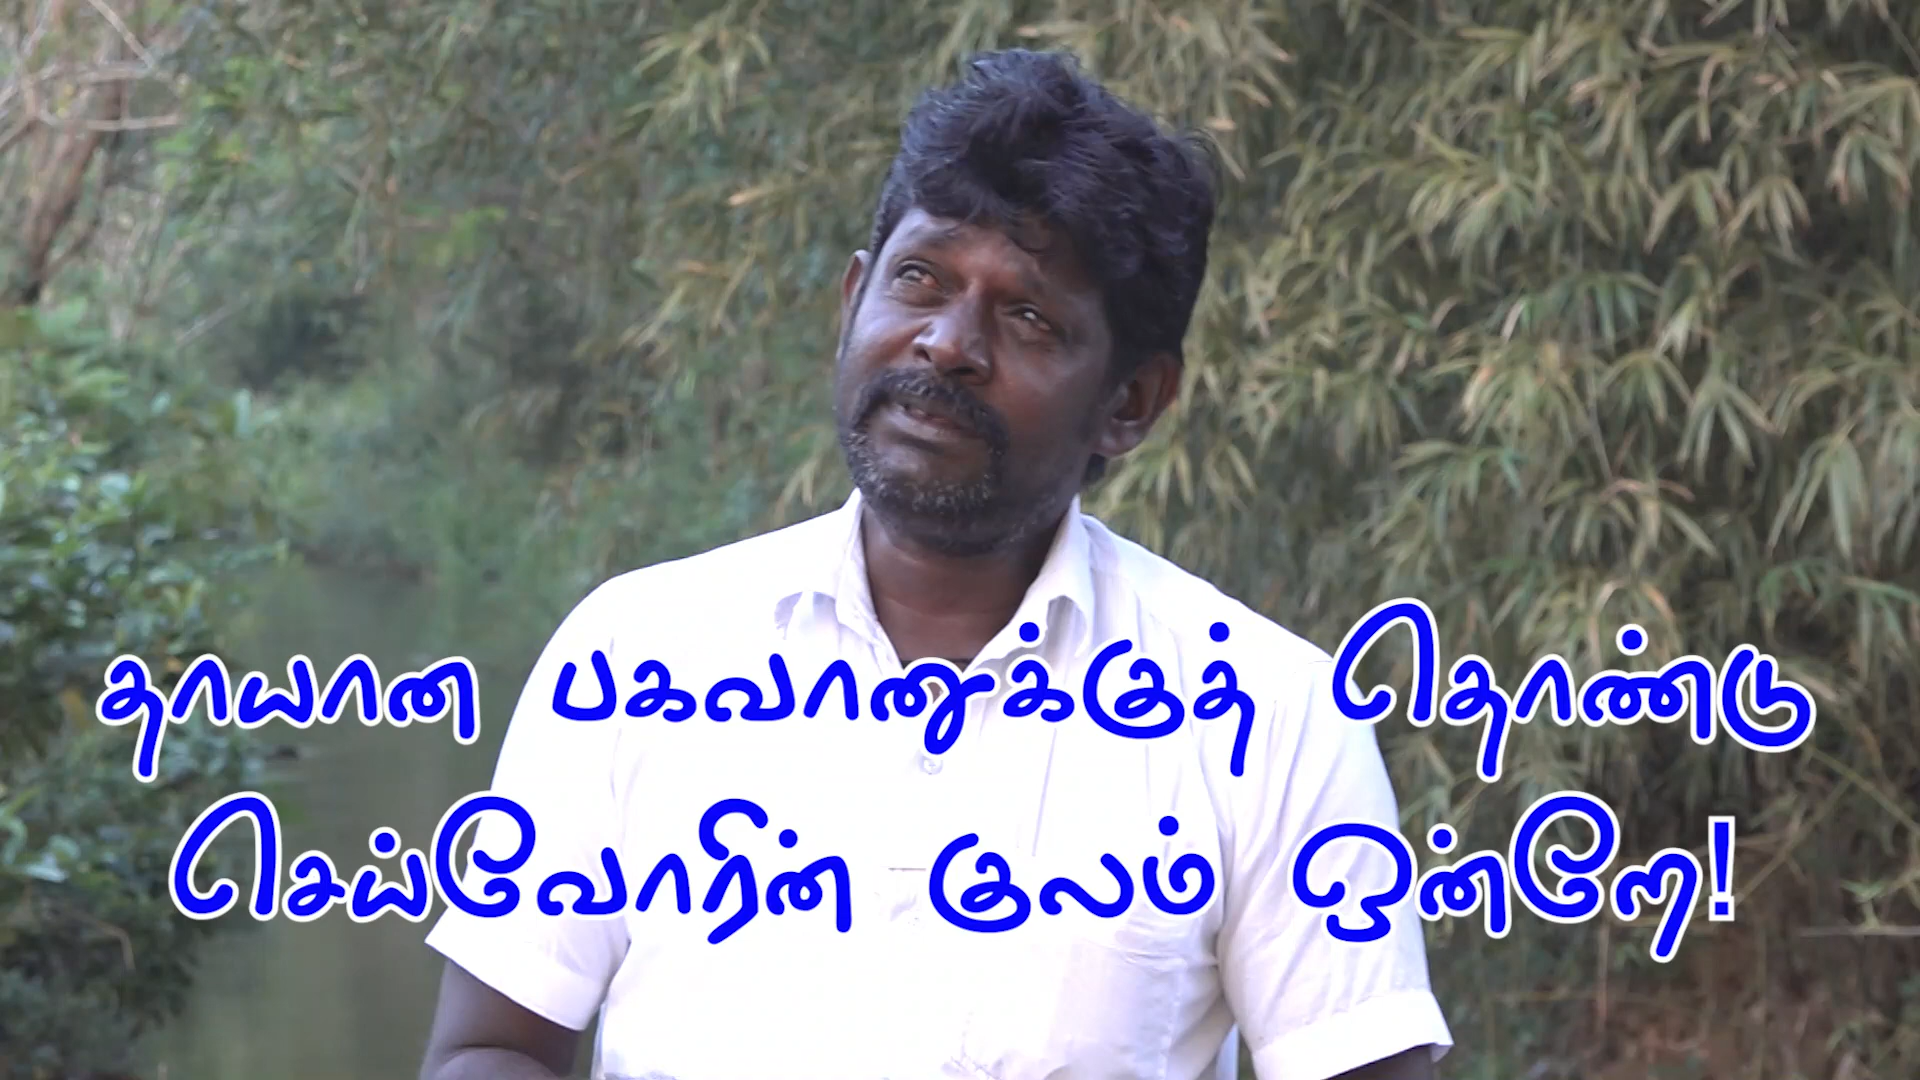 தாயான பகவானுக்குத் தொண்டு
செய்வோரின் குலம் ஒன்றே!